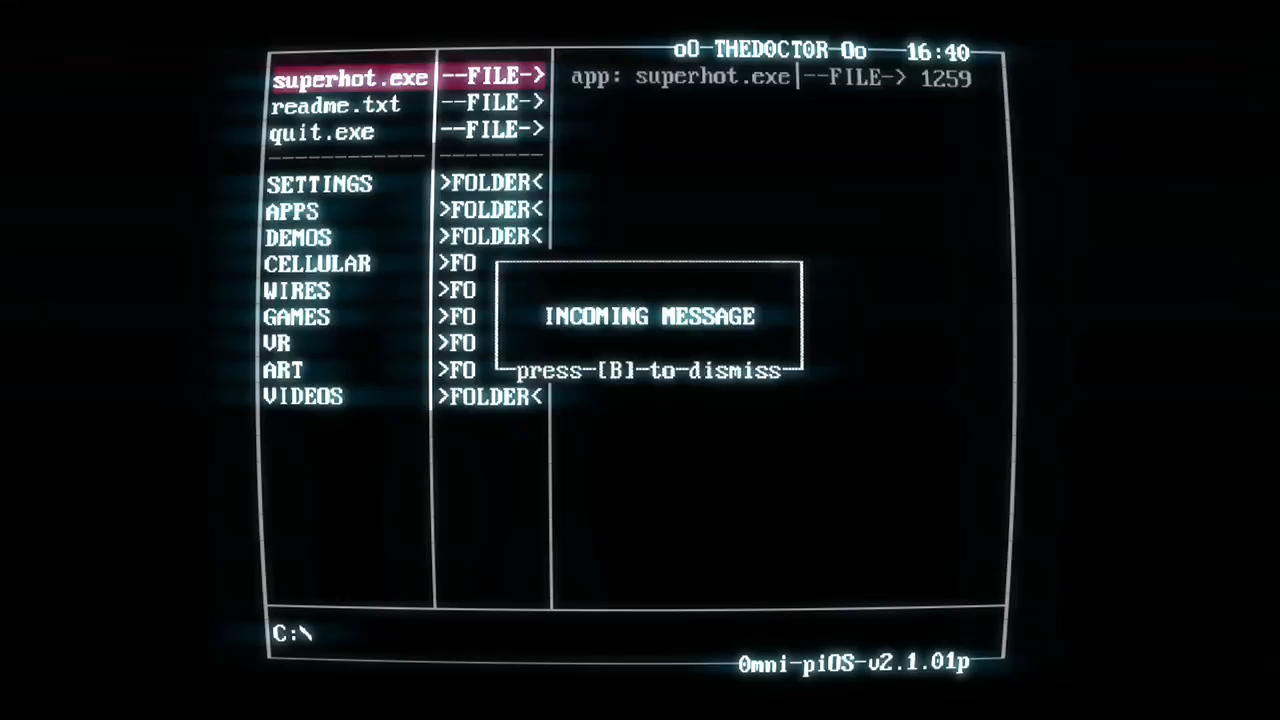 oO-THEDOCTOR-Oo 16:40
superhot.exe --FILE-> app: superhot.exe|--FILE-> 1259
readme.txt --FILE->
quit.exe --FILE->
SETTINGS >FOLDER<
APPS >FOLDER<
DEMOS >FOLDER<
CELLULAR >FO
WIRES >FO
GAMES >FO
VR >FO
ART >FO
VIDEOS >FOLDER<
INCOMING MESSAGE
press-[B]-to-dismiss
C:\
0mni-piOS-v2.1.01p